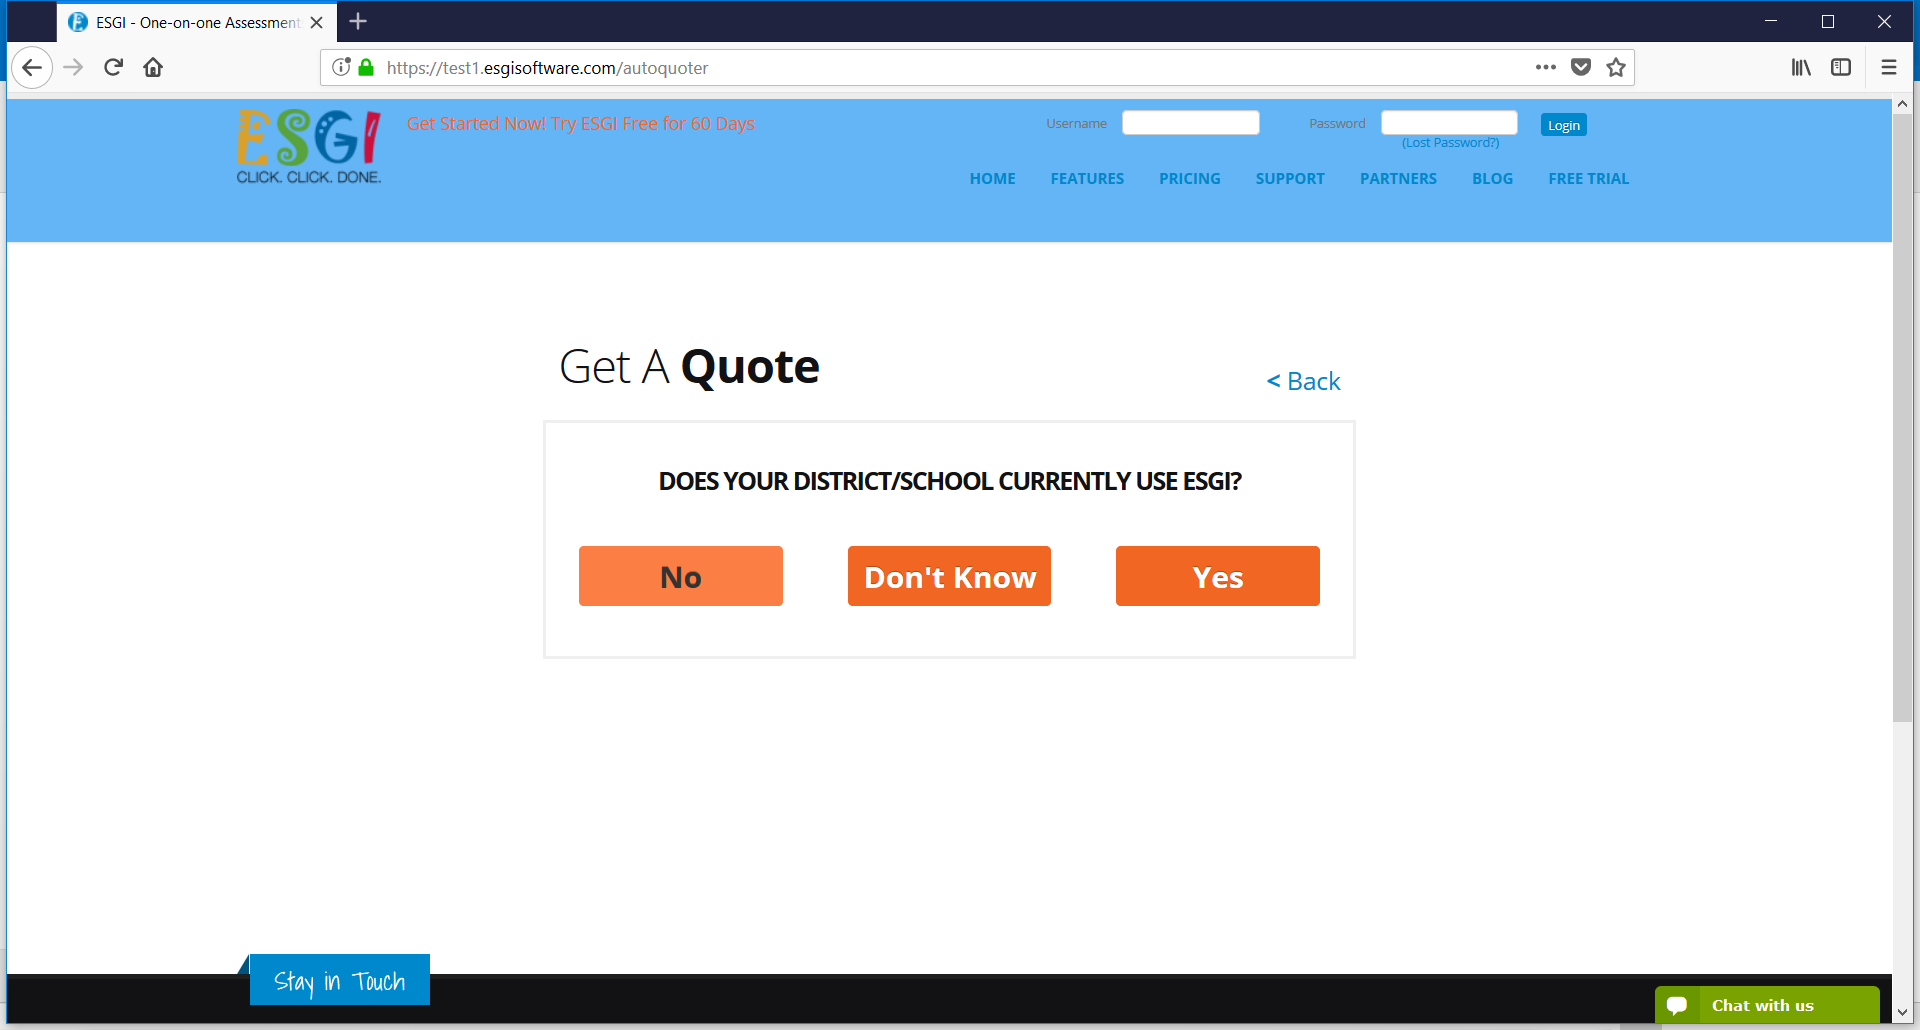 ESGI - One-on-one Assessment
https://test1.esgisoftware.com/autoquoter
ESGI
CLICK. CLICK. DONE.
Get Started Now! Try ESGI Free for 60 Days
Username
Password
Login
(Lost Password?)
HOME FEATURES PRICING SUPPORT PARTNERS BLOG FREE TRIAL
Get A Quote
< Back
DOES YOUR DISTRICT/SCHOOL CURRENTLY USE ESGI?
No Don't Know Yes
Stay in Touch
Chat with us